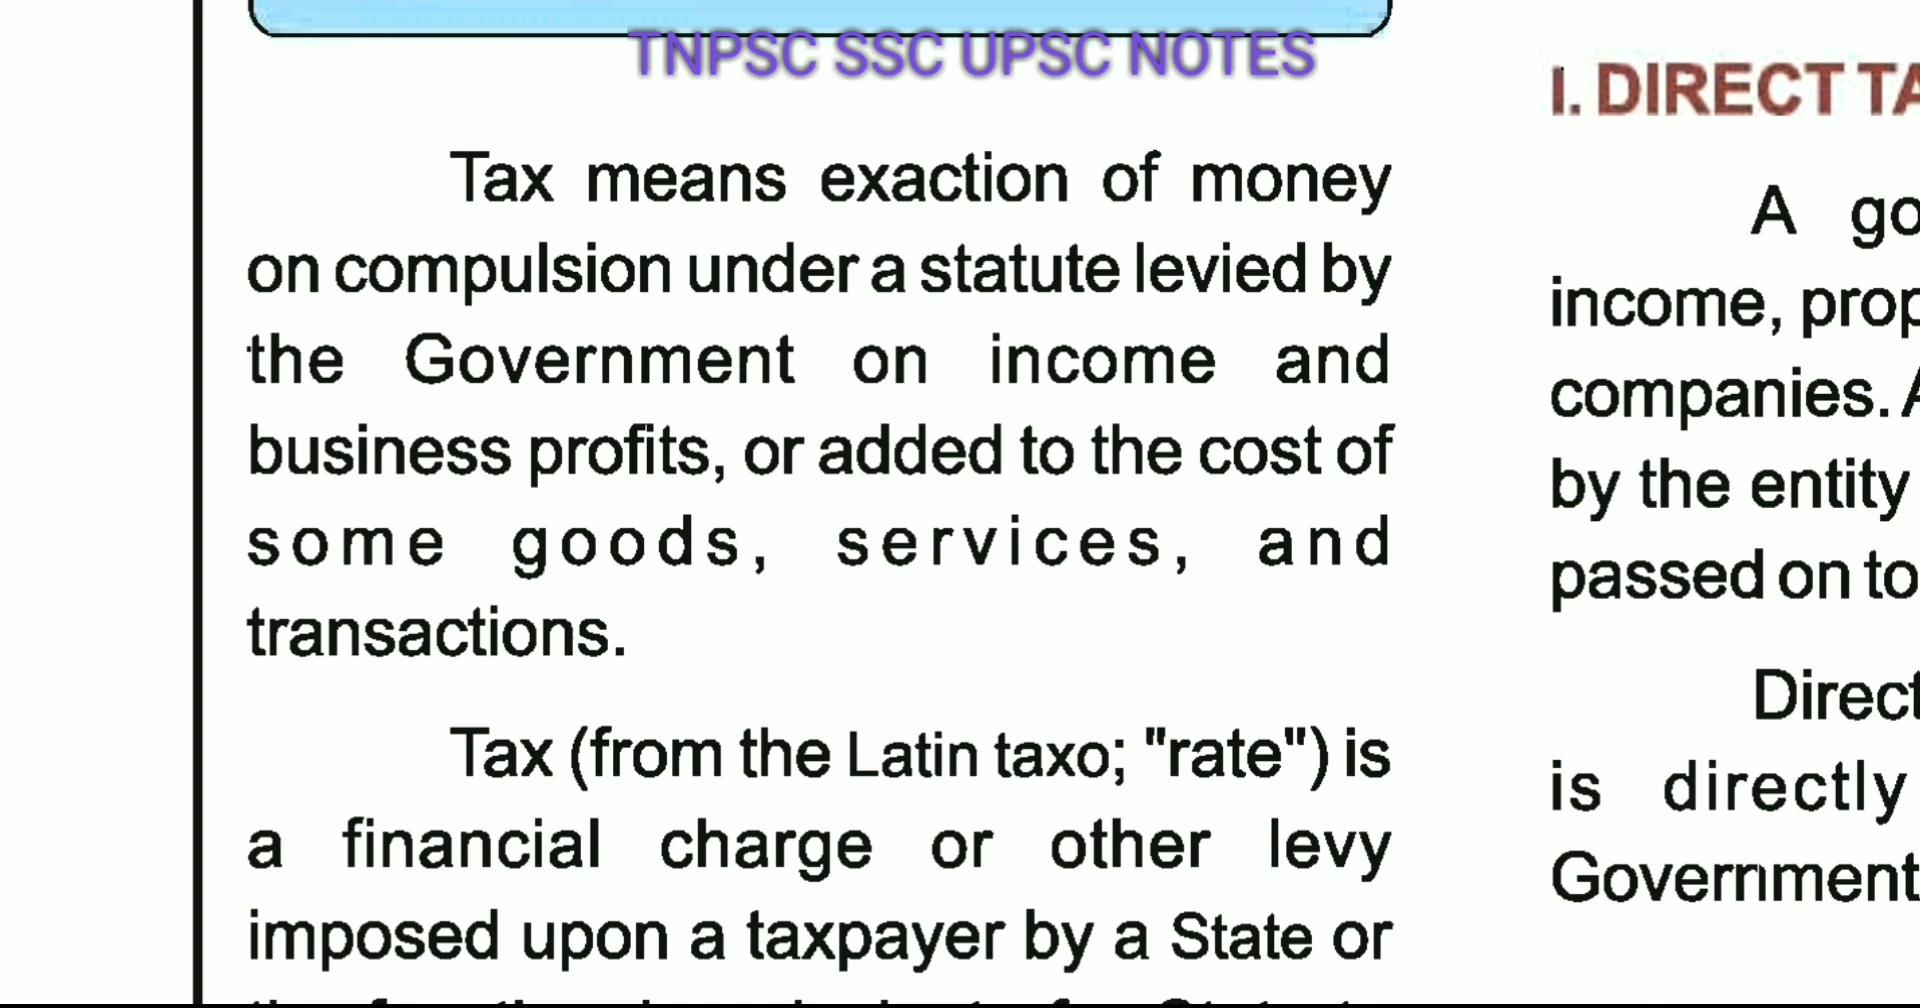 TNPSC SSC UPSC NOTES
Tax means exaction of money
on compulsion under a statute levied by
the Government on income and
business profits, or added to the cost of
some goods, services, and
transactions.
Tax (from the Latin taxo; "rate") is
a financial charge or other levy
imposed upon a taxpayer by a State or
I. DIRECT
A
income,
companies.
by the entity
passed on to
Direct
is directly
Government